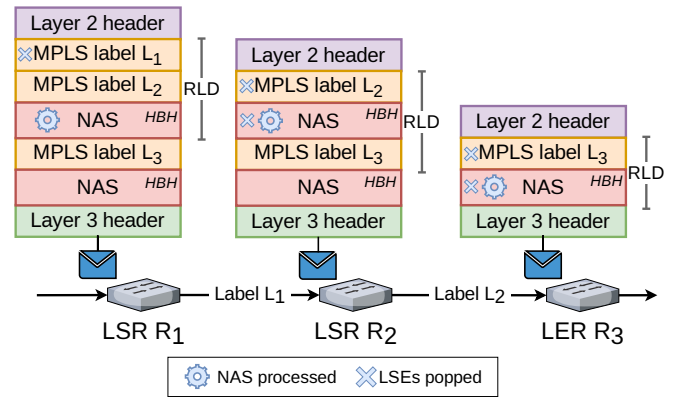 Layer 2 header
MPLS label L1
MPLS label L2
NAS HBH
MPLS label L3
NAS HBH
Layer 3 header
RLD
Layer 2 header
MPLS label L2
NAS HBH
MPLS label L3
NAS HBH
Layer 3 header
RLD
Layer 2 header
MPLS label L3
NAS HBH
Layer 3 header
RLD
Label L1
Label L2
LSR R1
LSR R2
LER R3
NAS processed
LSEs popped